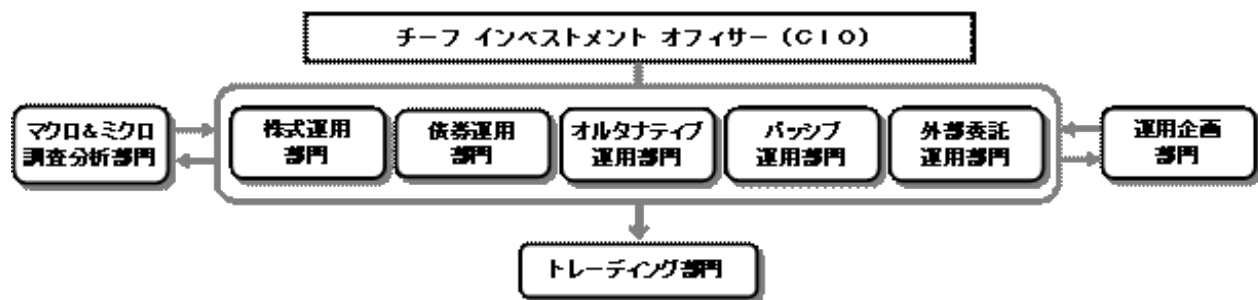 チーフ インベストメント オフィサー（CIO）
マクロ&ミクロ
調査分析部門
株式運用
部門
債券運用
部門
オルタナティブ
運用部門
パッシブ
運用部門
外部委託
運用部門
運用企画
部門
トレーディング部門